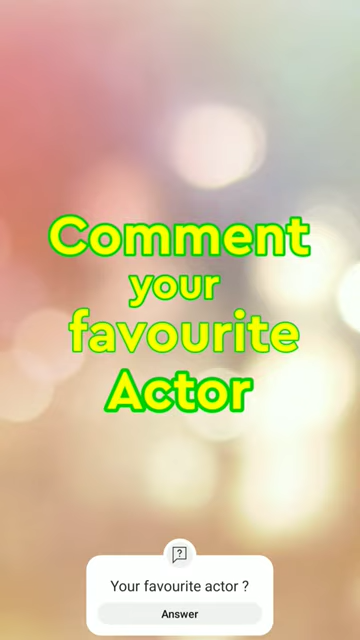 Comment
your
favourite
Actor
?
Your favourite actor ?
Answer